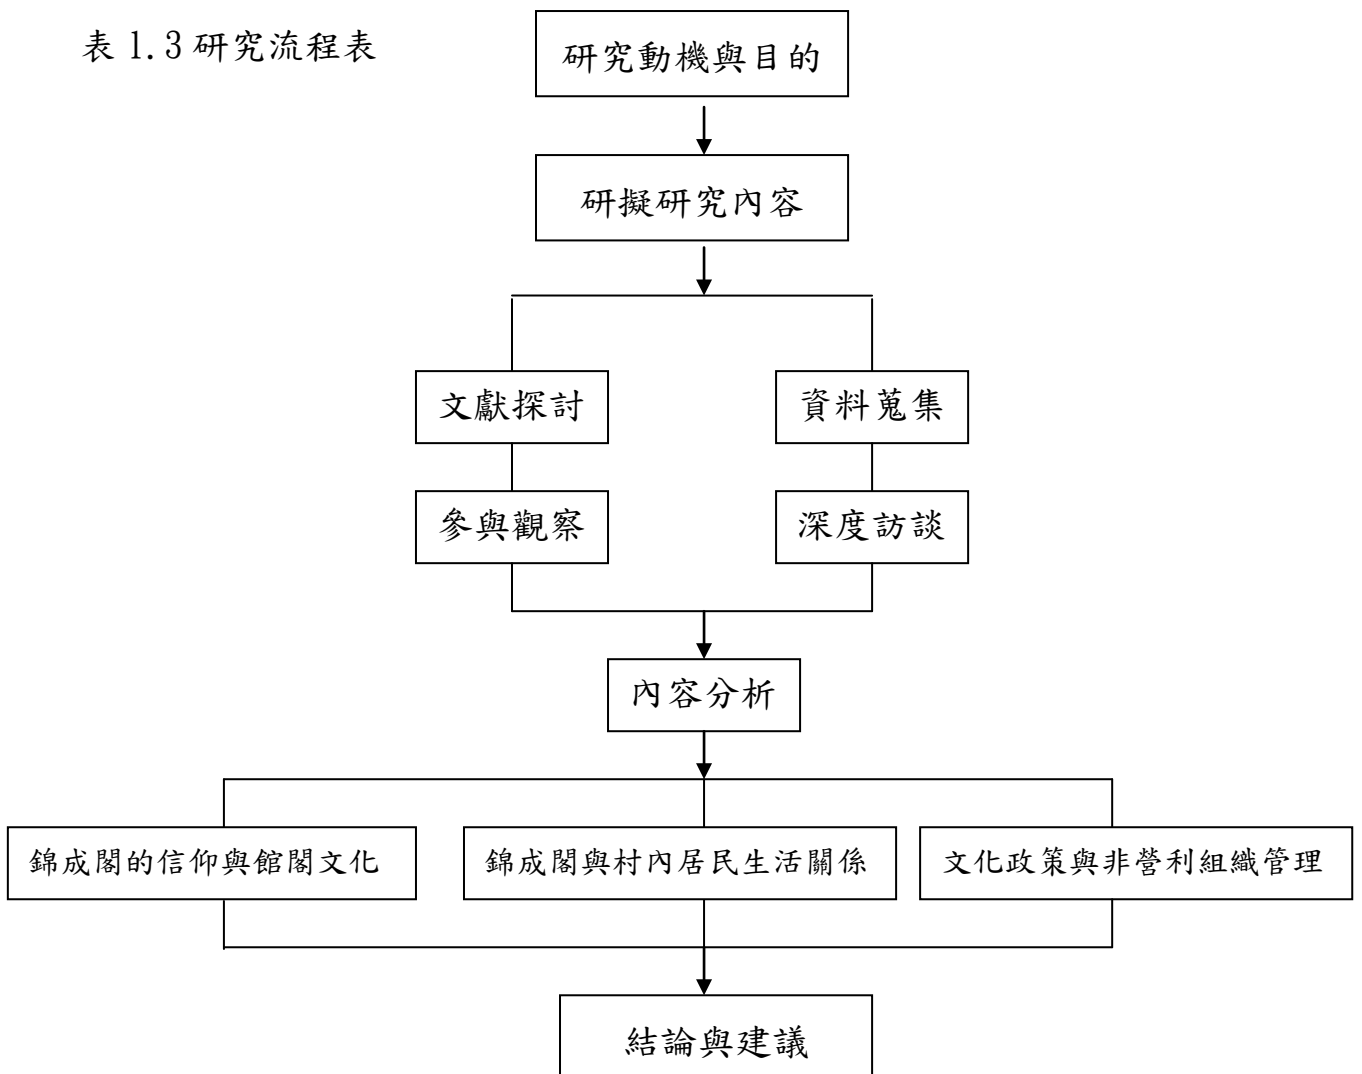 表 1.3 研究流程表
研究動機與目的
研擬研究內容
文獻探討
資料蒐集
參與觀察
深度訪談
內容分析
錦成閣的信仰與館閣文化
錦成閣與村內居民生活關係
文化政策與非營利組織管理
結論與建議